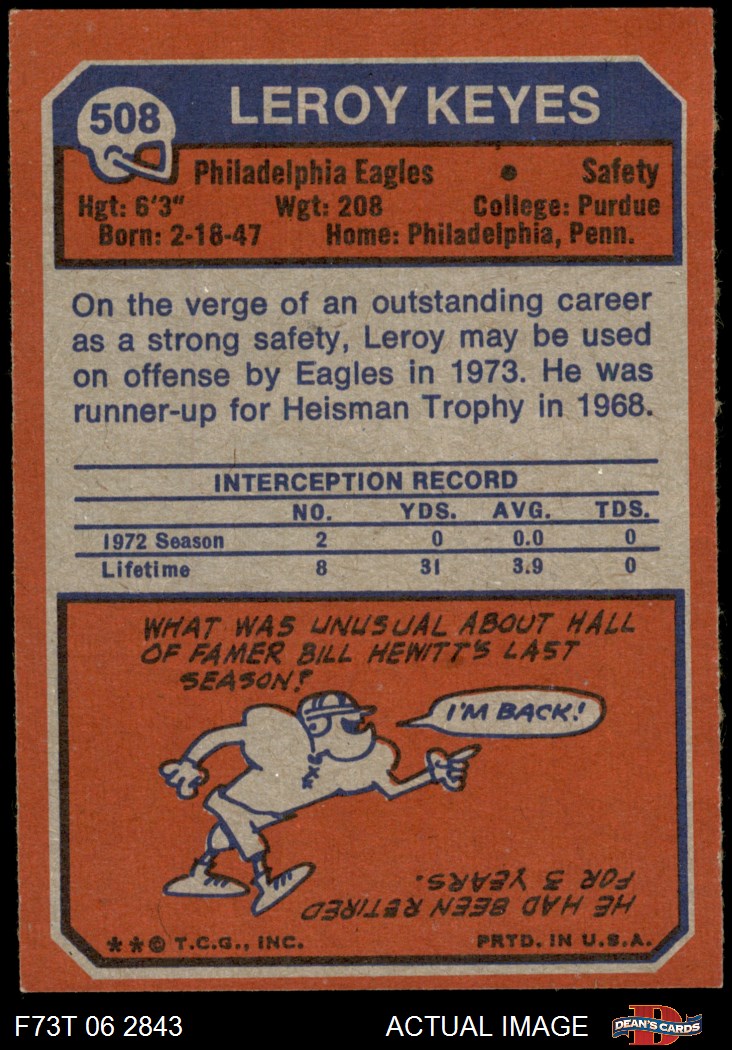 508
LEROY KEYES
Philadelphia Eagles • Safety
Hgt: 6'3" Wgt: 208 College: Purdue
Born: 2-18-47 Home: Philadelphia, Penn.
On the verge of an outstanding career
as a strong safety, Leroy may be used
on offense by Eagles in 1973. He was
runner-up for Heisman Trophy in 1968.
INTERCEPTION RECORD
NO. YDS. AVG. TDS.
1972 Season 2 0 0.0 0
Lifetime 8 31 3.9 0
WHAT WAS UNUSUAL ABOUT HALL
OF FAMER BILL HEWITT'S LAST
SEASON?
I'M BACK!
HE HAD BEEN RETIRED
FOR 3 YEARS.
**© T.C.G., INC. PRTD. IN U.S.A.
F73T 06 2843 ACTUAL IMAGE
D
DEAN'S CARDS